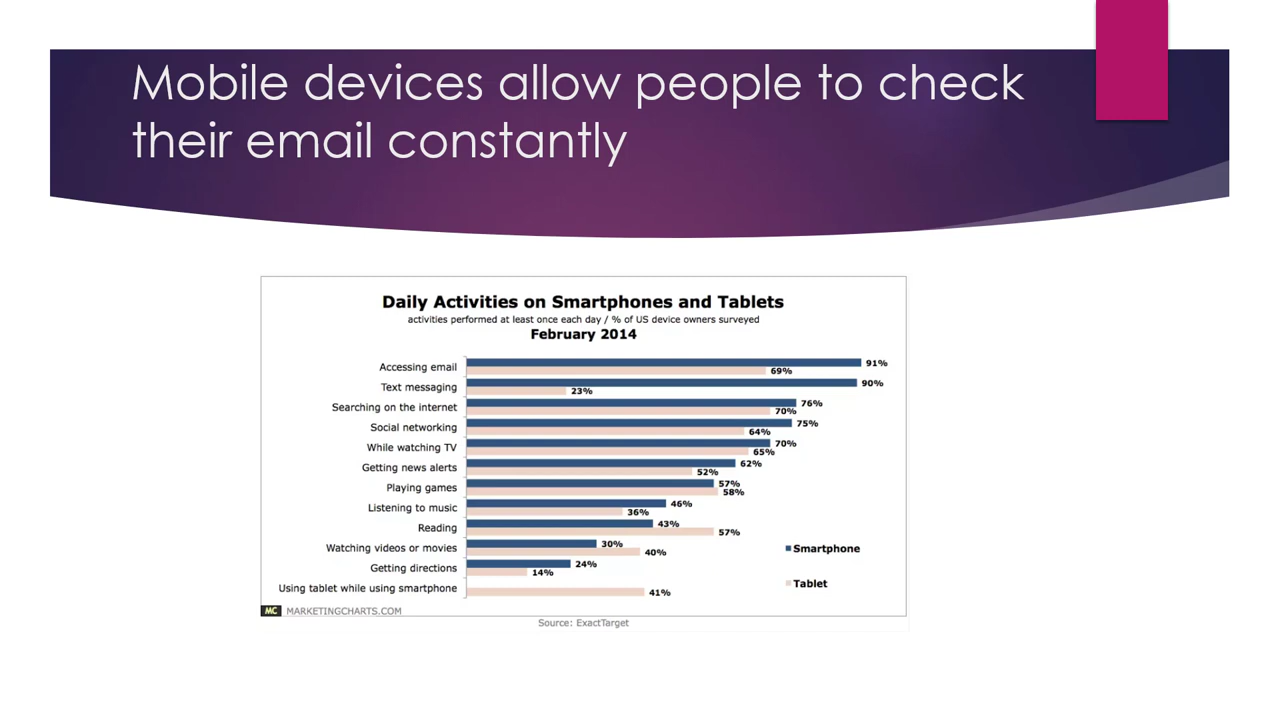 Mobile devices allow people to check
their email constantly
Daily Activities on Smartphones and Tablets
activities performed at least once each day / % of US device owners surveyed
February 2014
Accessing email 91% 69%
Text messaging 90% 23%
Searching on the internet 76% 70%
Social networking 75% 64%
While watching TV 70% 65%
Getting news alerts 62% 52%
Playing games 57% 58%
Listening to music 46% 36%
Reading 43% 57%
Watching videos or movies 30% 40%
Getting directions 24% 14%
Using tablet while using smartphone 41%
Smartphone
Tablet
MC MARKETINGCHARTS.COM
Source: ExactTarget